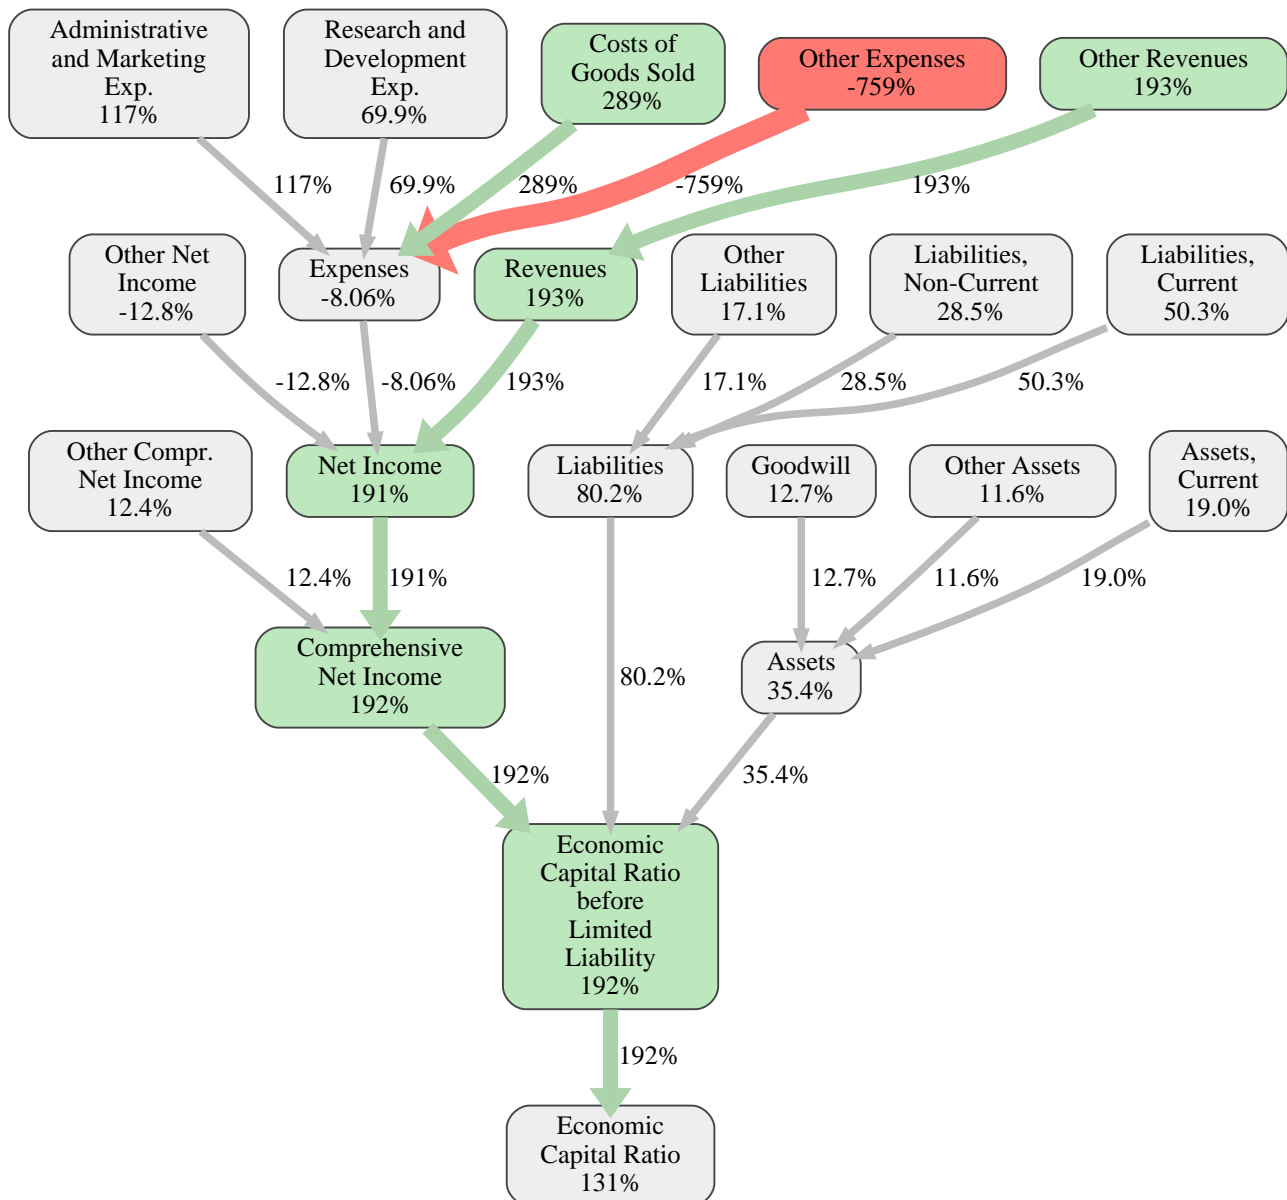 Administrative
and Marketing
Exp.
117%
Research and
Development
Exp.
69.9%
Costs of
Goods Sold
289%
Other Expenses
-759%
Other Revenues
193%
117%
69.9%
289%
-759%
193%
Other Net
Income
-12.8%
Expenses
-8.06%
Revenues
193%
Other
Liabilities
17.1%
Liabilities,
Non-Current
28.5%
Liabilities,
Current
50.3%
-12.8%
-8.06%
193%
17.1%
28.5%
50.3%
Other Compr.
Net Income
12.4%
Net Income
191%
Liabilities
80.2%
Goodwill
12.7%
Other Assets
11.6%
Assets,
Current
19.0%
12.4%
191%
12.7%
11.6%
19.0%
Comprehensive
Net Income
192%
80.2%
Assets
35.4%
192%
35.4%
Economic
Capital Ratio
before
Limited
Liability
192%
192%
Economic
Capital Ratio
131%